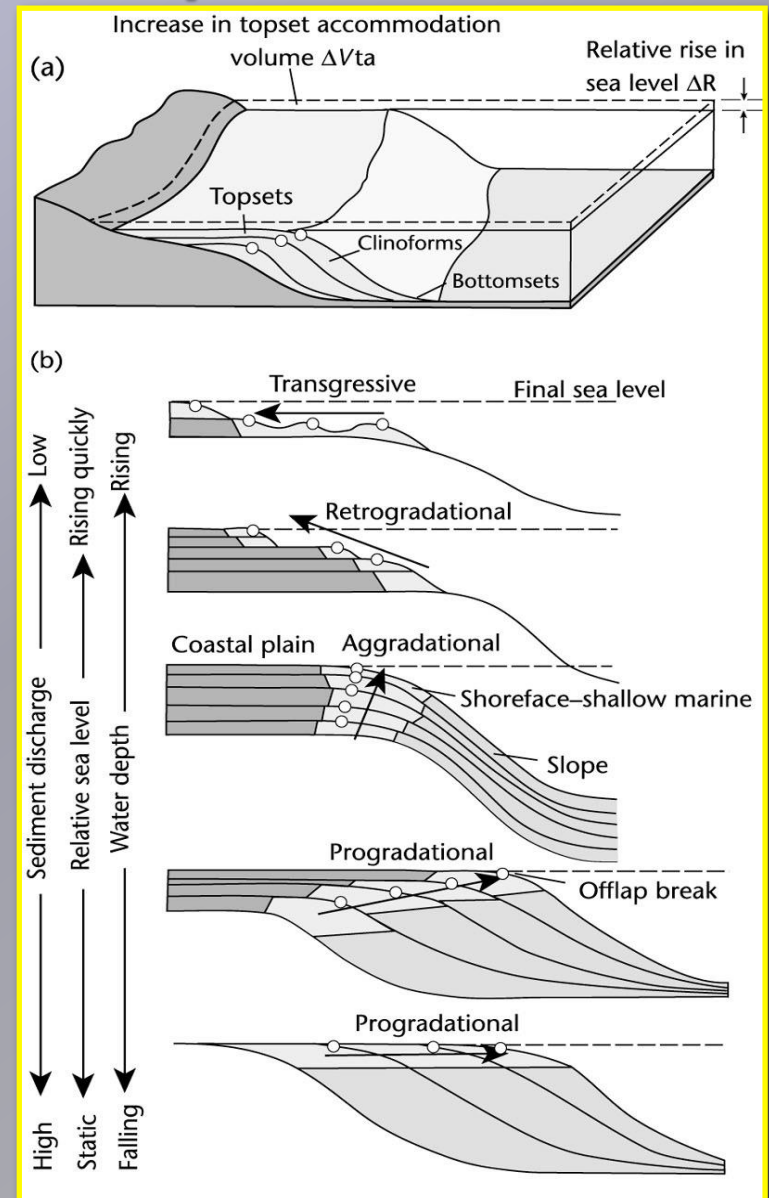 Increase in topset accommodation
volume ΔVta
Relative rise in
sea level ΔR
(a)
Topsets
Clinoforms
Bottomsets
(b)
Transgressive
Final sea level
Retrogradational
Coastal plain
Aggradational
Shoreface–shallow marine
Slope
Progradational
Offlap break
Progradational
Low
Sediment discharge
High
Rising quickly
Relative sea level
Static
Rising
Water depth
Falling